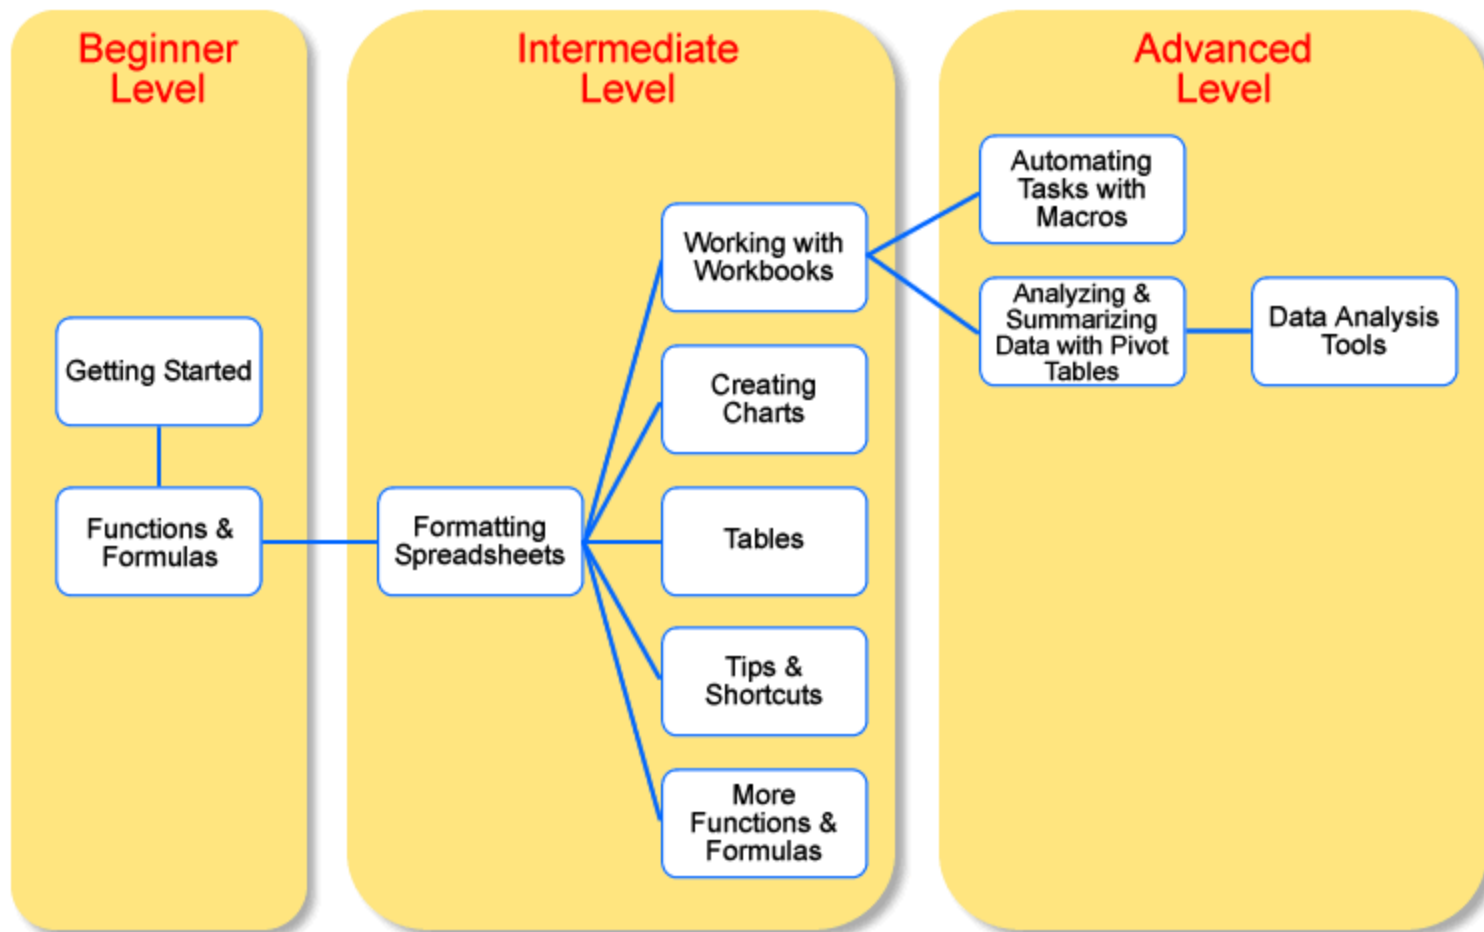 Beginner
Level
Getting Started
Functions &
Formulas
Intermediate
Level
Formatting
Spreadsheets
Working with
Workbooks
Creating
Charts
Tables
Tips &
Shortcuts
More
Functions &
Formulas
Advanced
Level
Automating
Tasks with
Macros
Analyzing &
Summarizing
Data with Pivot
Tables
Data Analysis
Tools